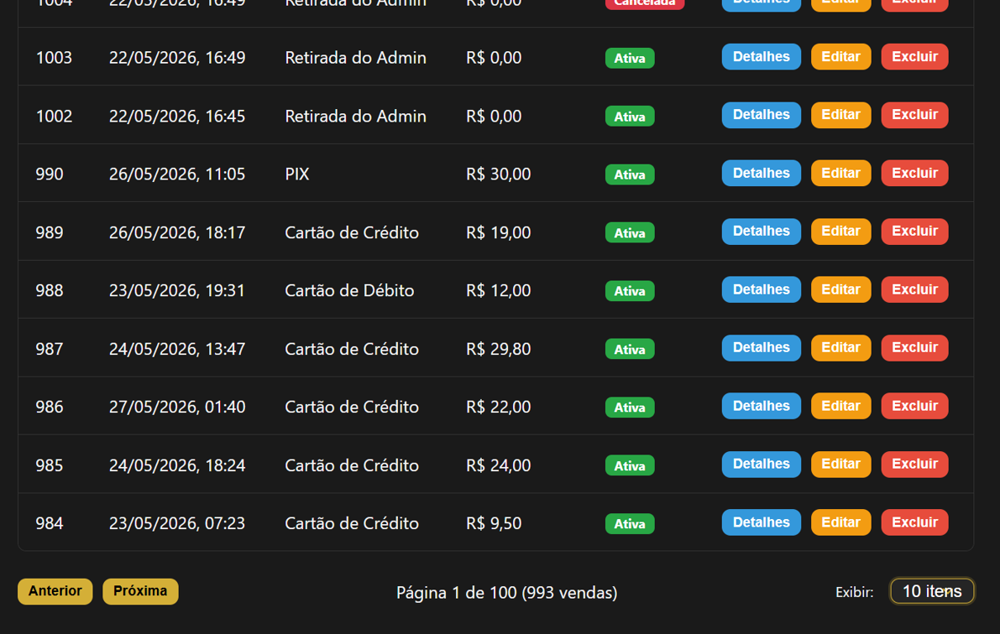 1004 22/05/2026, 16:49 Retirada do Admin R$ 0,00 Cancelada Detalhes Editar Excluir
1003 22/05/2026, 16:49 Retirada do Admin R$ 0,00 Ativa Detalhes Editar Excluir
1002 22/05/2026, 16:45 Retirada do Admin R$ 0,00 Ativa Detalhes Editar Excluir
990 26/05/2026, 11:05 PIX R$ 30,00 Ativa Detalhes Editar Excluir
989 26/05/2026, 18:17 Cartão de Crédito R$ 19,00 Ativa Detalhes Editar Excluir
988 23/05/2026, 19:31 Cartão de Débito R$ 12,00 Ativa Detalhes Editar Excluir
987 24/05/2026, 13:47 Cartão de Crédito R$ 29,80 Ativa Detalhes Editar Excluir
986 27/05/2026, 01:40 Cartão de Crédito R$ 22,00 Ativa Detalhes Editar Excluir
985 24/05/2026, 18:24 Cartão de Crédito R$ 24,00 Ativa Detalhes Editar Excluir
984 23/05/2026, 07:23 Cartão de Crédito R$ 9,50 Ativa Detalhes Editar Excluir
Anterior Próxima Página 1 de 100 (993 vendas) Exibir: 10 itens